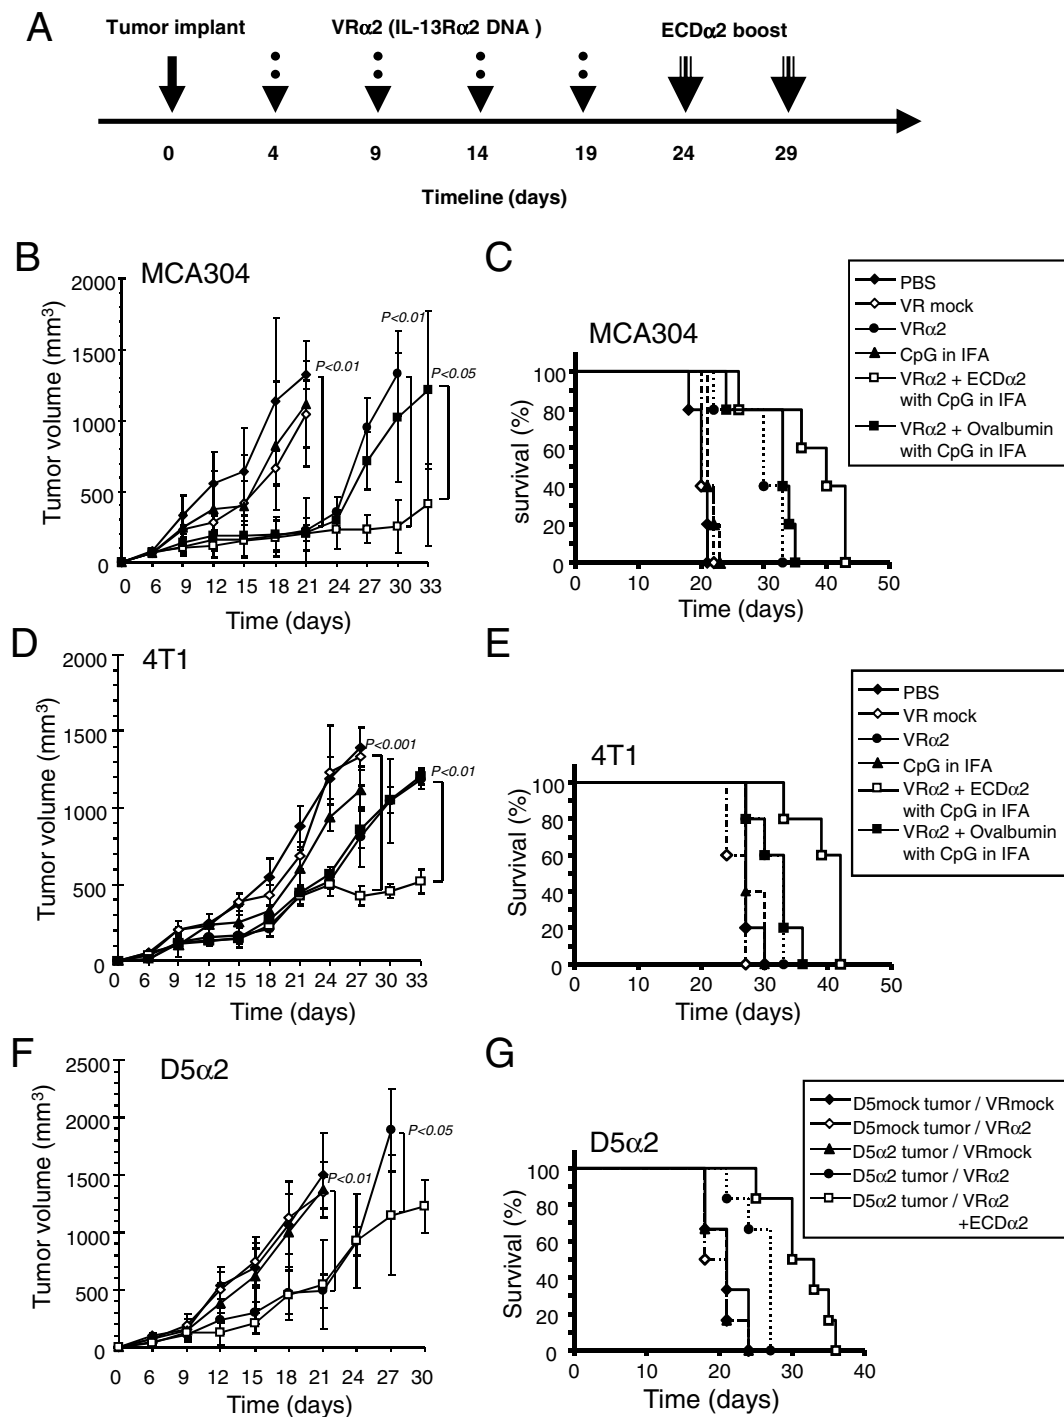 A
Tumor implant VRα2 (IL-13Rα2 DNA ) ECDα2 boost
0 4 9 14 19 24 29
Timeline (days)
B
MCA304
Tumor volume (mm3)
2000
1500
1000
500
0
P<0.01
P<0.01
P<0.05
0 6 9 12 15 18 21 24 27 30 33
Time (days)
C
MCA304
survival (%)
100
80
60
40
20
0
0 10 20 30 40 50
Time (days)
PBS
VR mock
VRα2
CpG in IFA
VRα2 + ECDα2
with CpG in IFA
VRα2 + Ovalbumin
with CpG in IFA
D
4T1
Tumor volume (mm3)
2000
1500
1000
500
0
P<0.001
P<0.01
0 6 9 12 15 18 21 24 27 30 33
Time (days)
E
4T1
Survival (%)
100
80
60
40
20
0
0 10 20 30 40 50
Time (days)
PBS
VR mock
VRα2
CpG in IFA
VRα2 + ECDα2
with CpG in IFA
VRα2 + Ovalbumin
with CpG in IFA
F
D5α2
Tumor volume (mm3)
2500
2000
1500
1000
500
0
P<0.01
P<0.05
0 6 9 12 15 18 21 24 27 30
Time (days)
G
D5α2
Survival (%)
100
80
60
40
20
0
0 10 20 30 40
Time (days)
D5mock tumor / VRmock
D5mock tumor / VRα2
D5α2 tumor / VRmock
D5α2 tumor / VRα2
D5α2 tumor / VRα2
+ECDα2